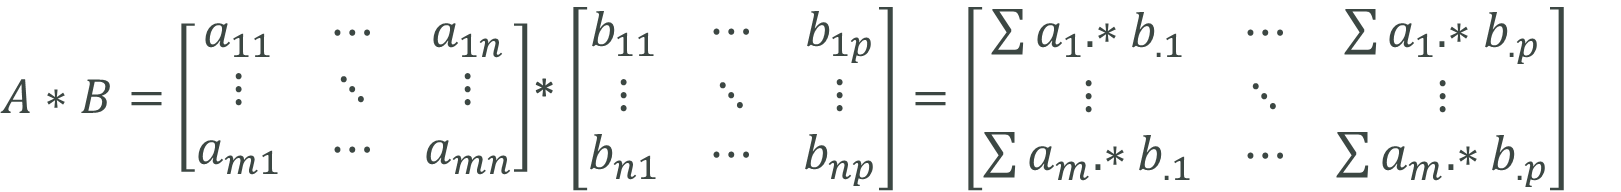 A ∗ B = [a₁₁ ⋯ a₁ₙ ⋮ ⋱ ⋮ aₘ₁ ⋯ aₘₙ] ∗ [b₁₁ ⋯ b₁ₚ ⋮ ⋱ ⋮ bₙ₁ ⋯ bₙₚ] = [∑ a₁.∗ b.₁ ⋯ ∑ a₁.∗ b.ₚ ⋮ ⋱ ⋮ ∑ aₘ.∗ b.₁ ⋯ ∑ aₘ.∗ b.ₚ]